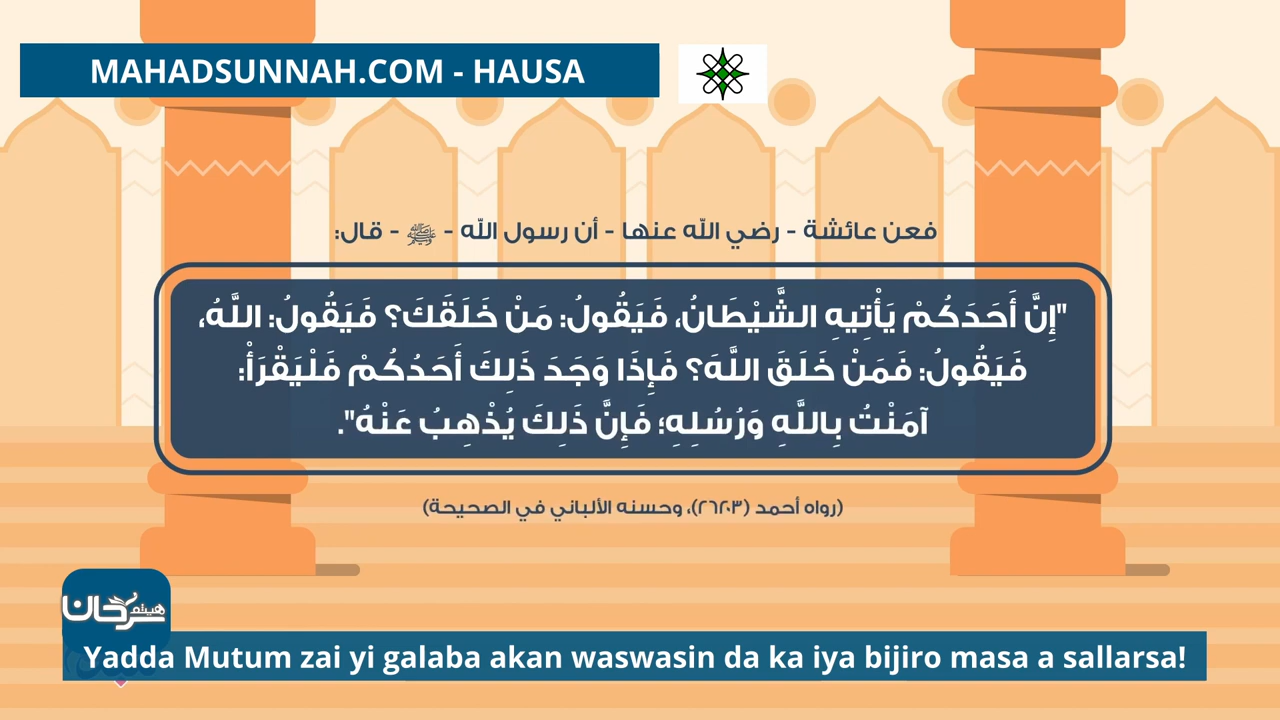 MAHADSUNNAH.COM - HAUSA
فعن عائشة - رضي الله عنها - أن رسول الله - ﷺ - قال:
"إِنَّ أَحَدَكُمْ يَأْتِيهِ الشَّيْطَانُ، فَيَقُولُ: مَنْ خَلَقَكَ؟ فَيَقُولُ: اللَّهُ،
فَيَقُولُ: فَمَنْ خَلَقَ اللَّهَ؟ فَإِذَا وَجَدَ ذَلِكَ أَحَدُكُمْ فَلْيَقْرَأْ:
آمَنْتُ بِاللَّهِ وَرُسُلِهِ؛ فَإِنَّ ذَلِكَ يُذْهِبُ عَنْهُ".
(رواه أحمد (٢٦٢٠٣)، وحسنه الألباني في الصحيحة)
هيثم
سرحان
Yadda Mutum zai yi galaba akan waswasin da ka iya bijiro masa a sallarsa!